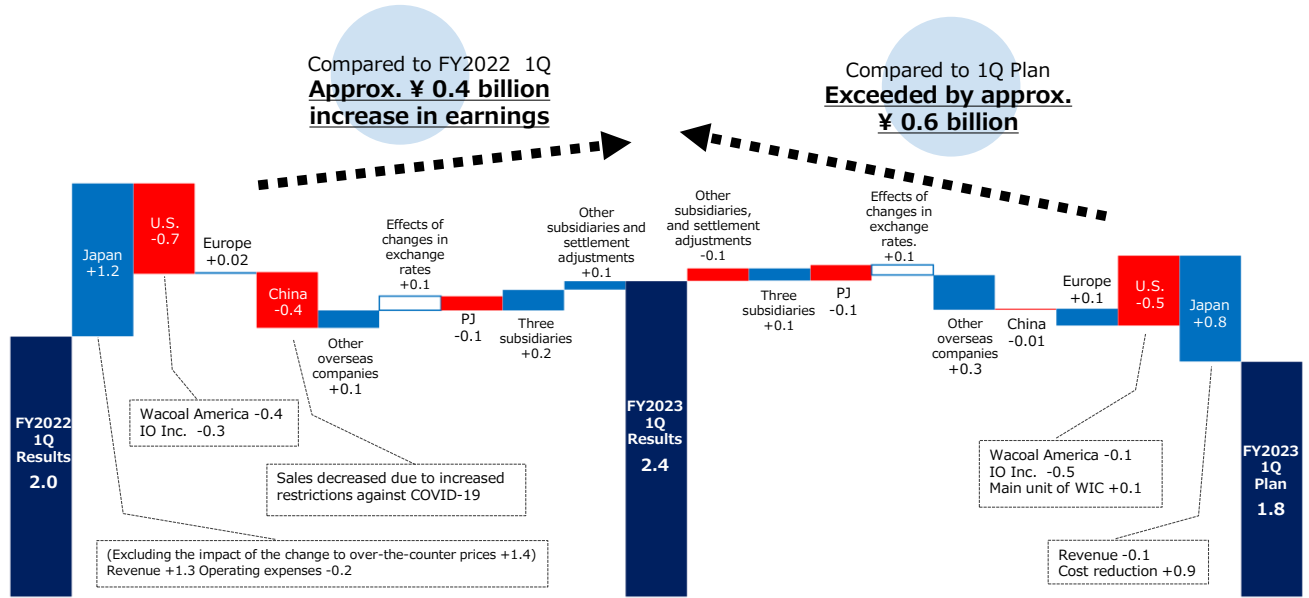 Compared to FY2022 1Q
Approx. ¥ 0.4 billion
increase in earnings
Compared to 1Q Plan
Exceeded by approx.
¥ 0.6 billion
FY2022
1Q
Results
2.0
Japan
+1.2
U.S.
-0.7
Europe
+0.02
China
-0.4
Other
overseas
companies
+0.1
Effects of
changes in
exchange
rates
+0.1
PJ
-0.1
Three
subsidiaries
+0.2
Other
subsidiaries and
settlement
adjustments
+0.1
FY2023
1Q
Results
2.4
Other
subsidiaries,
and settlement
adjustments
-0.1
Three
subsidiaries
+0.1
PJ
-0.1
Effects of
changes in
exchange
rates.
+0.1
Other
overseas
companies
+0.3
China
-0.01
Europe
+0.1
U.S.
-0.5
Japan
+0.8
FY2023
1Q
Plan
1.8
Wacoal America -0.4
IO Inc. -0.3
Sales decreased due to increased
restrictions against COVID-19
(Excluding the impact of the change to over-the-counter prices +1.4)
Revenue +1.3 Operating expenses -0.2
Wacoal America -0.1
IO Inc. -0.5
Main unit of WIC +0.1
Revenue -0.1
Cost reduction +0.9